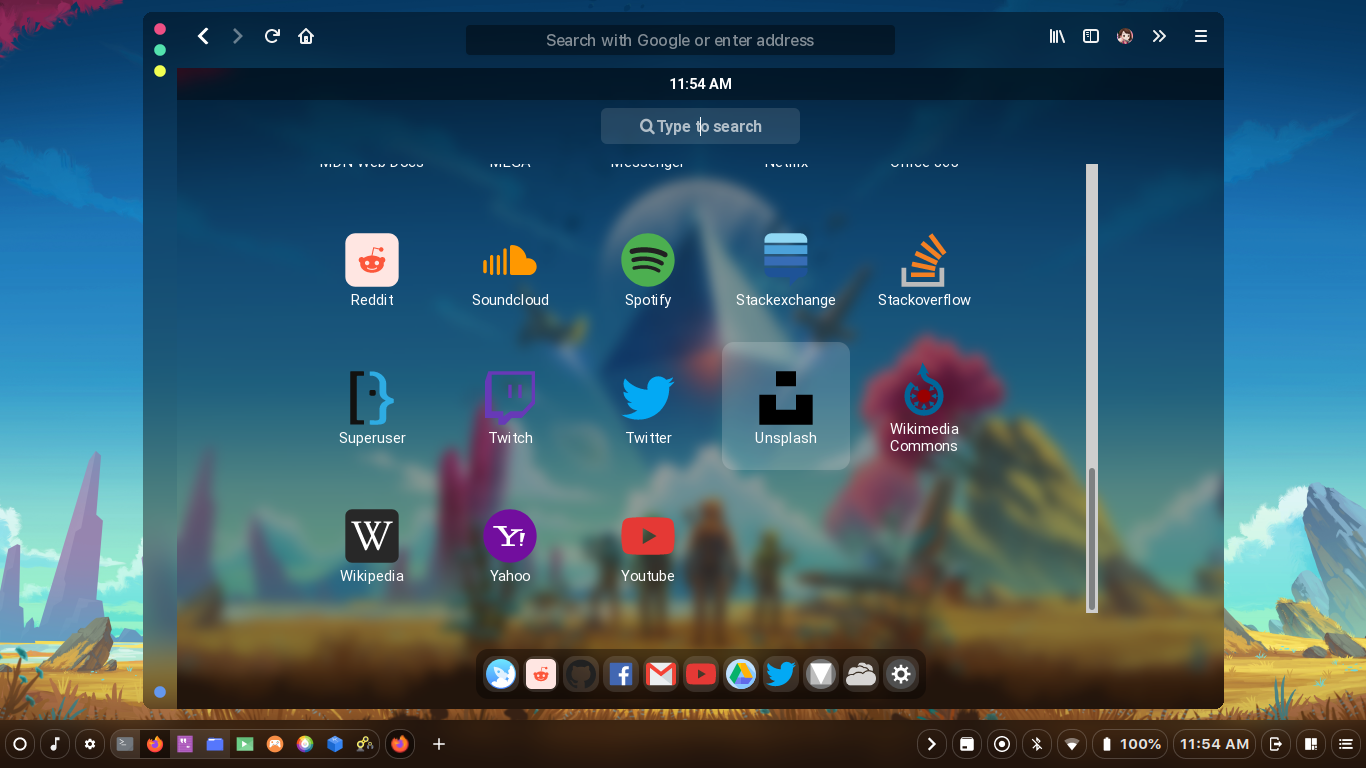 Search with Google or enter address
11:54 AM
Type to search
MDN Web Docs MEGA Messenger Netflix Office 365
Reddit Soundcloud Spotify Stackexchange Stackoverflow
Superuser Twitch Twitter Unsplash Wikimedia
Commons
W Y!
Wikipedia Yahoo Youtube
100% 11:54 AM